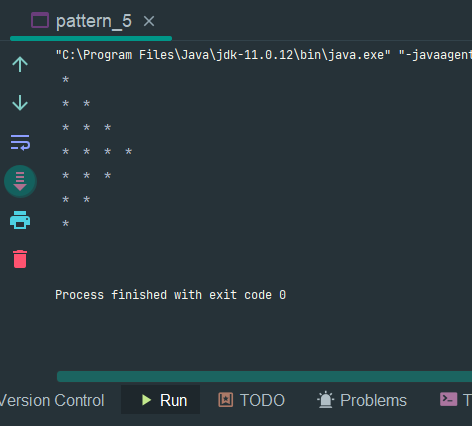 pattern_5
"C:\Program Files\Java\jdk-11.0.12\bin\java.exe" "-javaagent
*
* *
* * *
* * * *
* * *
* *
*
Process finished with exit code 0
Version Control Run TODO Problems T